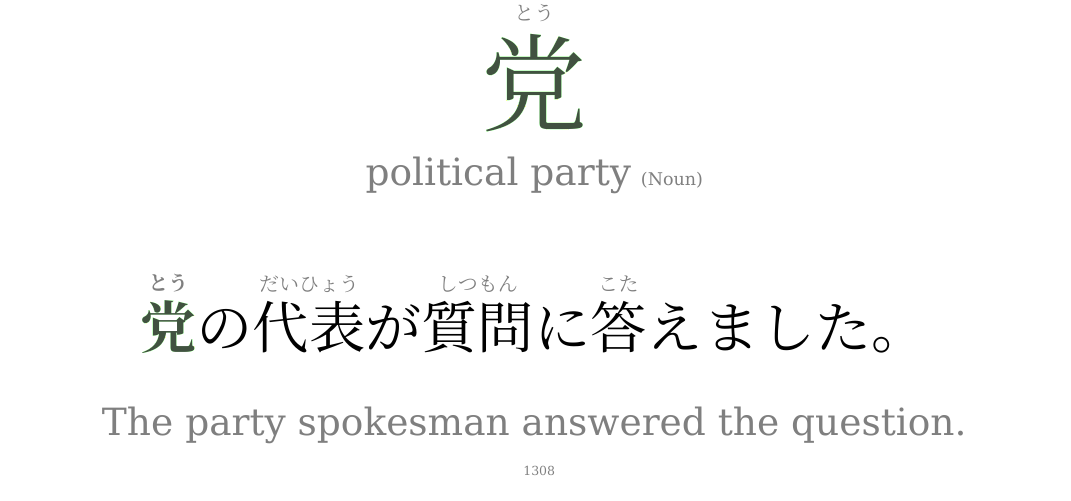 とう
党
political party (Noun)
とう だいひょう しつもん こた
党の代表が質問に答えました。
The party spokesman answered the question.
1308